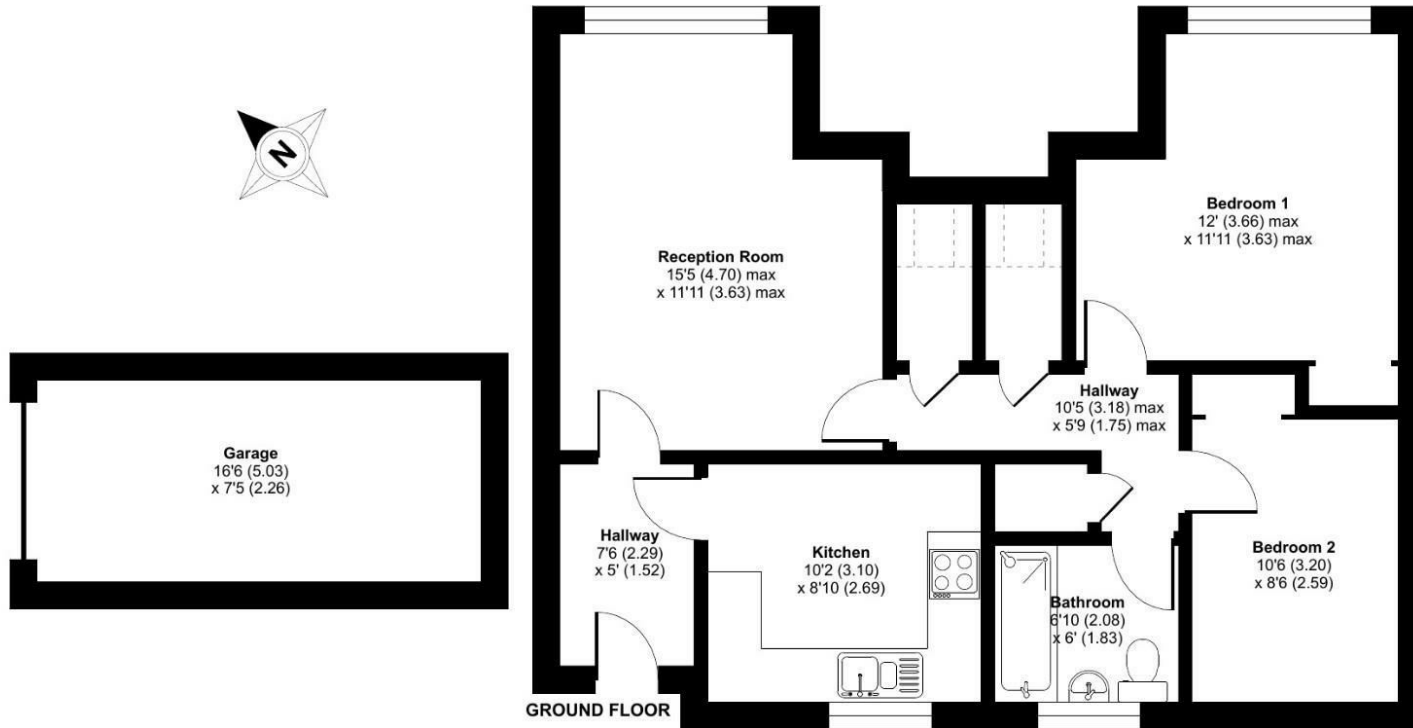 N
Reception Room
15'5 (4.70) max
x 11'11 (3.63) max
Bedroom 1
12' (3.66) max
x 11'11 (3.63) max
Hallway
10'5 (3.18) max
x 5'9 (1.75) max
Garage
16'6 (5.03)
x 7'5 (2.26)
Hallway
7'6 (2.29)
x 5' (1.52)
Kitchen
10'2 (3.10)
x 8'10 (2.69)
Bathroom
6'10 (2.08)
x 6' (1.83)
Bedroom 2
10'6 (3.20)
x 8'6 (2.59)
GROUND FLOOR